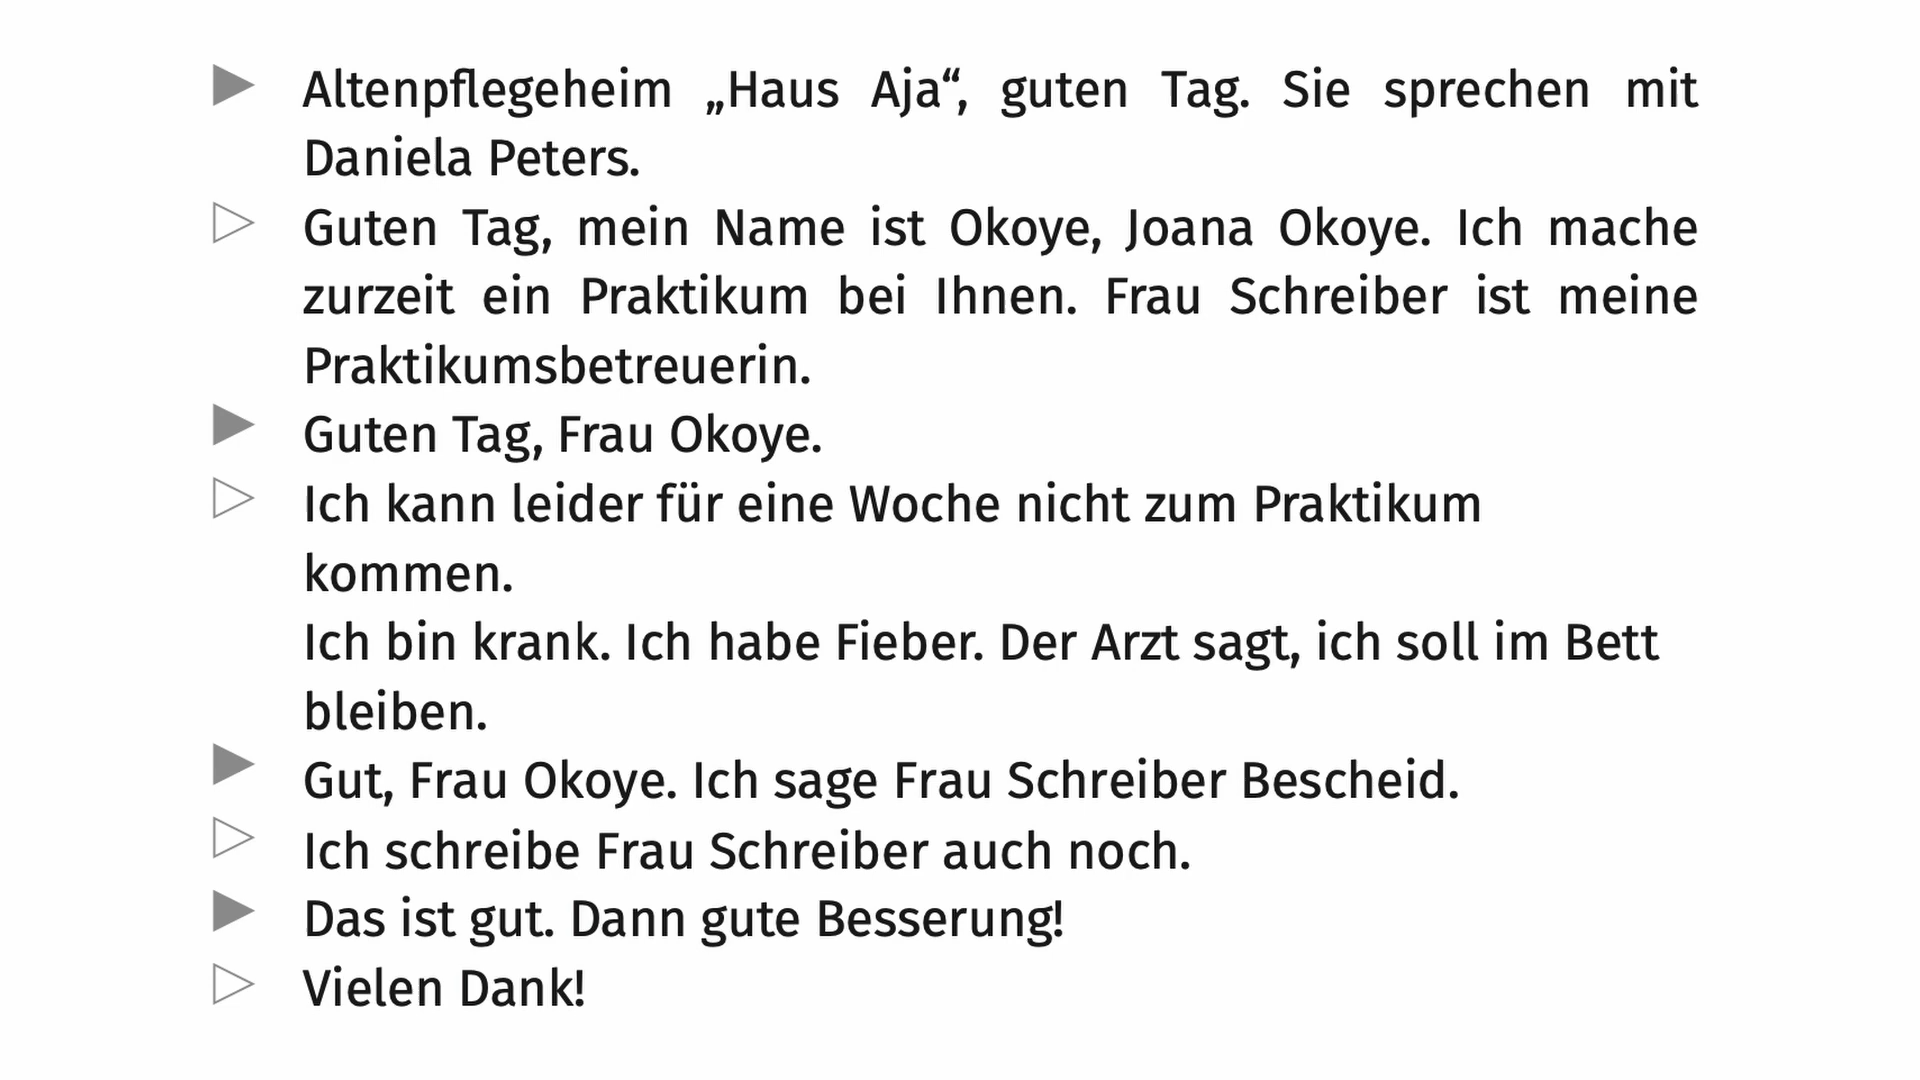 ▶ Altenpflegeheim „Haus Aja“, guten Tag. Sie sprechen mit
Daniela Peters.
▷ Guten Tag, mein Name ist Okoye, Joana Okoye. Ich mache
zurzeit ein Praktikum bei Ihnen. Frau Schreiber ist meine
Praktikumsbetreuerin.
▶ Guten Tag, Frau Okoye.
▷ Ich kann leider für eine Woche nicht zum Praktikum
kommen.
Ich bin krank. Ich habe Fieber. Der Arzt sagt, ich soll im Bett
bleiben.
▶ Gut, Frau Okoye. Ich sage Frau Schreiber Bescheid.
▷ Ich schreibe Frau Schreiber auch noch.
▶ Das ist gut. Dann gute Besserung!
▷ Vielen Dank!